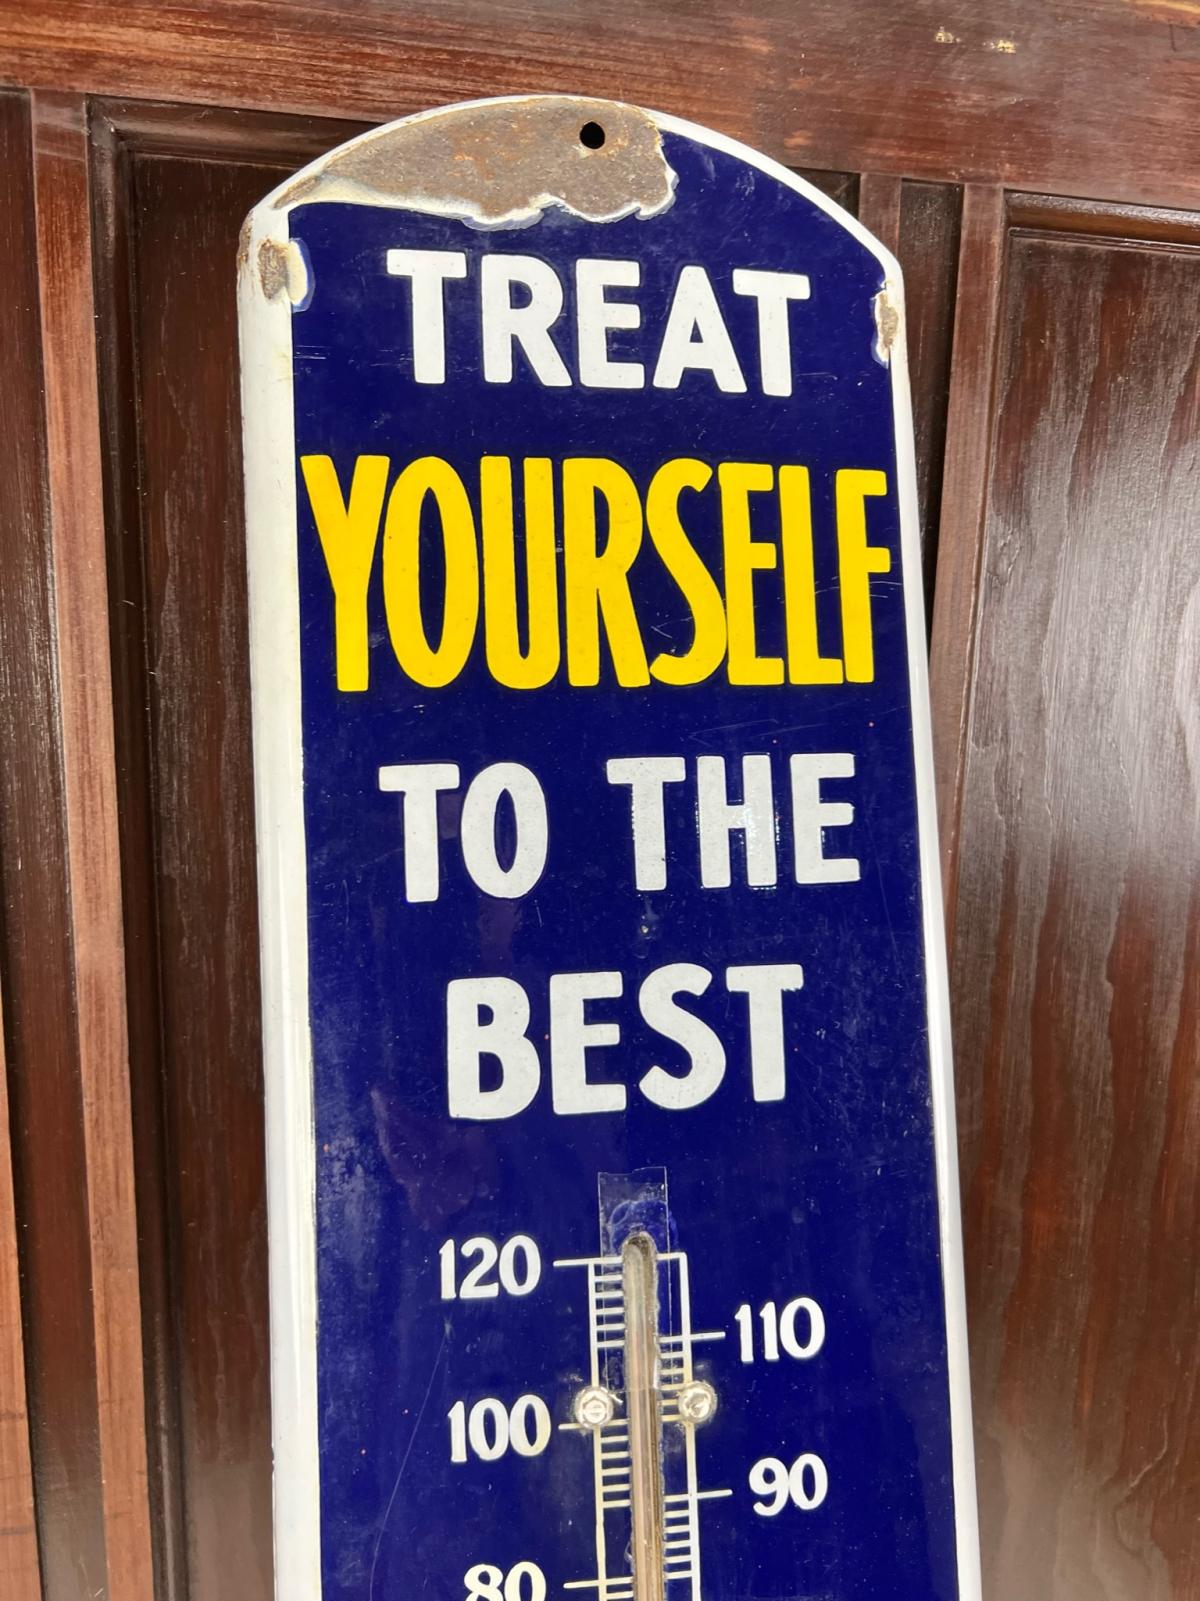 TREAT
YOURSELF
TO THE
BEST
120
110
100
90
80